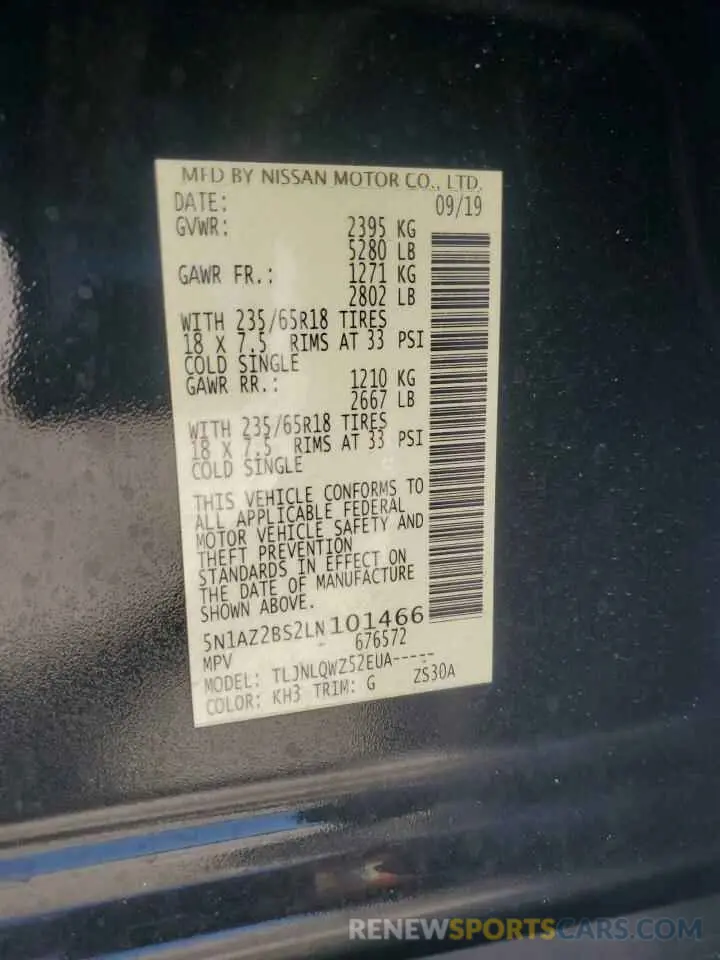 MFD BY NISSAN MOTOR CO., LTD.
DATE: 09/19
GVWR: 2395 KG
5280 LB
GAWR FR.: 1271 KG
2802 LB
WITH 235/65R18 TIRES
18 X 7.5 RIMS AT 33 PSI
COLD SINGLE
GAWR RR.: 1210 KG
2667 LB
WITH 235/65R18 TIRES
18 X 7.5 RIMS AT 33 PSI
COLD SINGLE
THIS VEHICLE CONFORMS TO
ALL APPLICABLE FEDERAL
MOTOR VEHICLE SAFETY AND
THEFT PREVENTION
STANDARDS IN EFFECT ON
THE DATE OF MANUFACTURE
SHOWN ABOVE.
5N1AZ2BS2LN101466
MPV - 676572
MODEL: TLJNLQWZ52EUA-----
COLOR: KH3 TRIM: G ZS30A
RENEWSPORTSCARS.COM